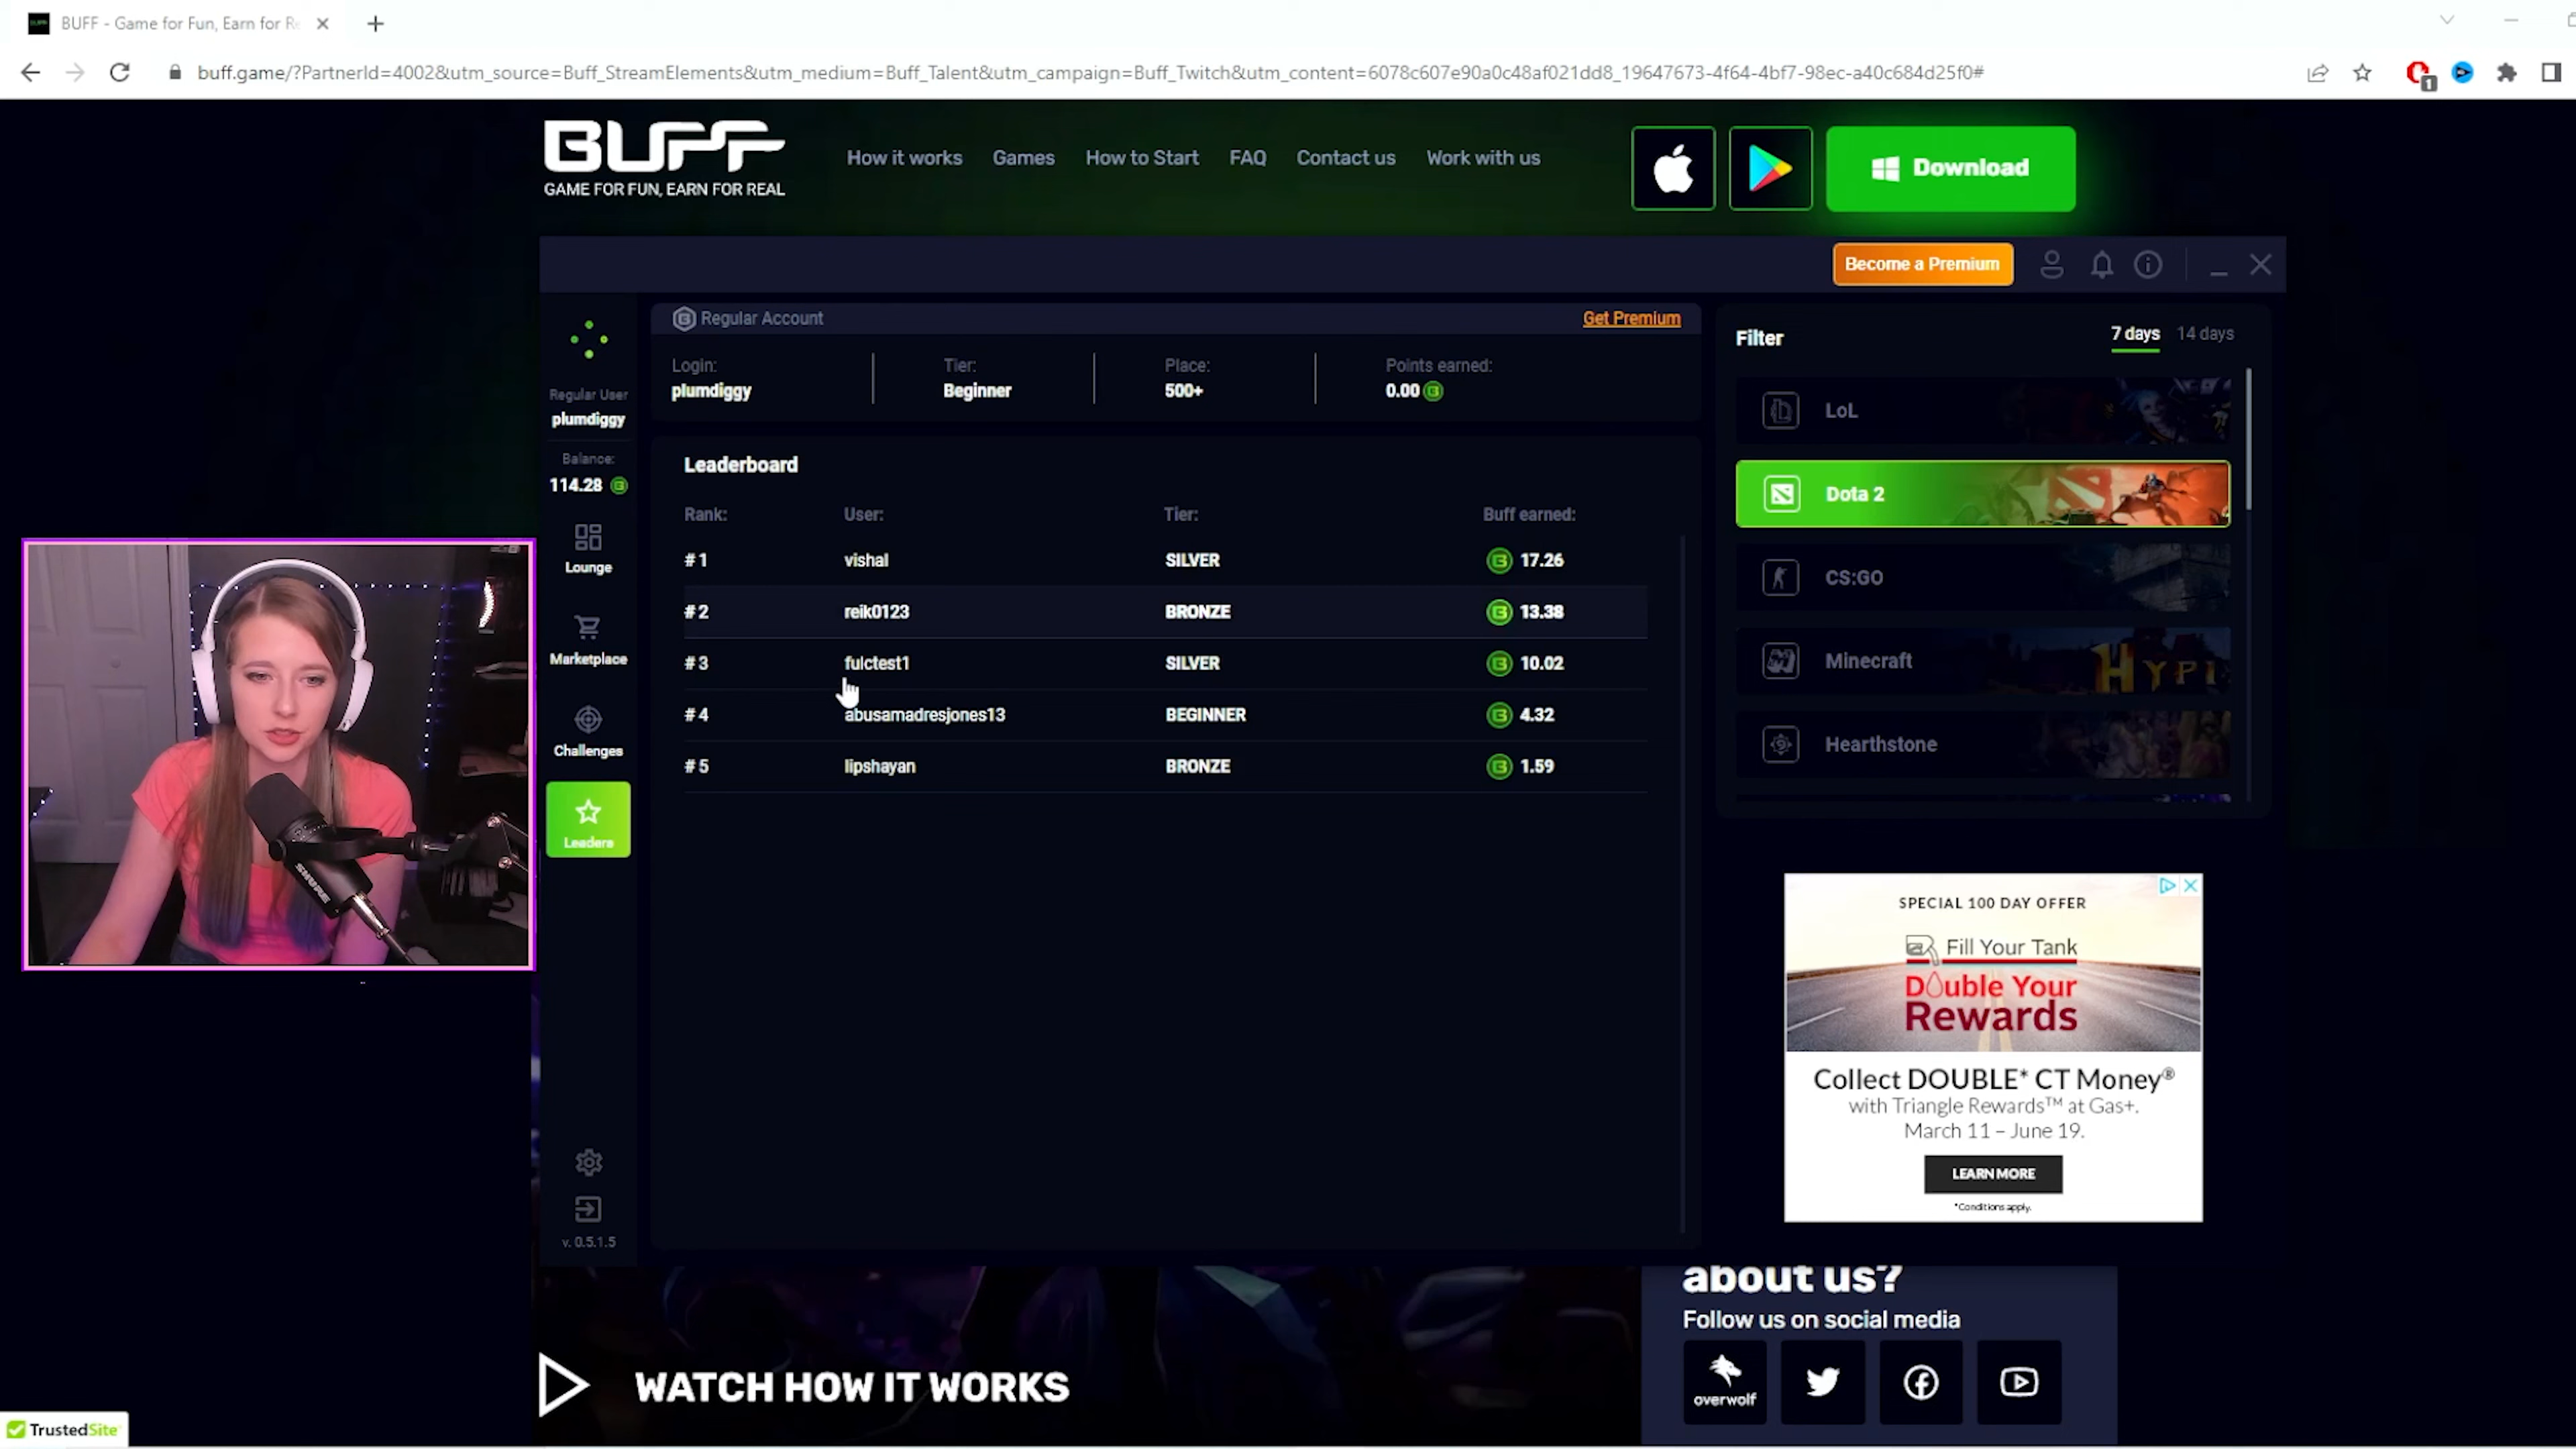 BUFF - Game for Fun, Earn for Re
buff.game/?PartnerId=4002&utm_source=Buff_StreamElements&utm_medium=Buff_Talent&utm_campaign=Buff_Twitch&utm_content=6078c607e90a0c48af021dd8_19647673-4f64-4bf7-98ec-a40c684d25f0#
1
BUFF
GAME FOR FUN, EARN FOR REAL
How it works Games How to Start FAQ Contact us Work with us
Download
Become a Premium
Regular Account Get Premium
Login: Tier: Place: Points earned:
plumdiggy Beginner 500+ 0.00
Regular User
plumdiggy
Balance:
114.28
Lounge
Marketplace
Challenges
Leaders
v. 0.5.1.5
Leaderboard
Rank: User: Tier: Buff earned:
# 1 vishal SILVER 17.26
# 2 reik0123 BRONZE 13.38
# 3 fulctest1 SILVER 10.02
# 4 abusamadresjones13 BEGINNER 4.32
# 5 lipshayan BRONZE 1.59
Filter 7 days 14 days
LoL
Dota 2
CS:GO
Minecraft HYPI
Hearthstone
SHURE
SPECIAL 100 DAY OFFER
Fill Your Tank
Double Your
Rewards
Collect DOUBLE* CT Money®
with Triangle Rewards™ at Gas+.
March 11 – June 19.
LEARN MORE
*Conditions apply.
about us?
Follow us on social media
overwolf
WATCH HOW IT WORKS
TrustedSite